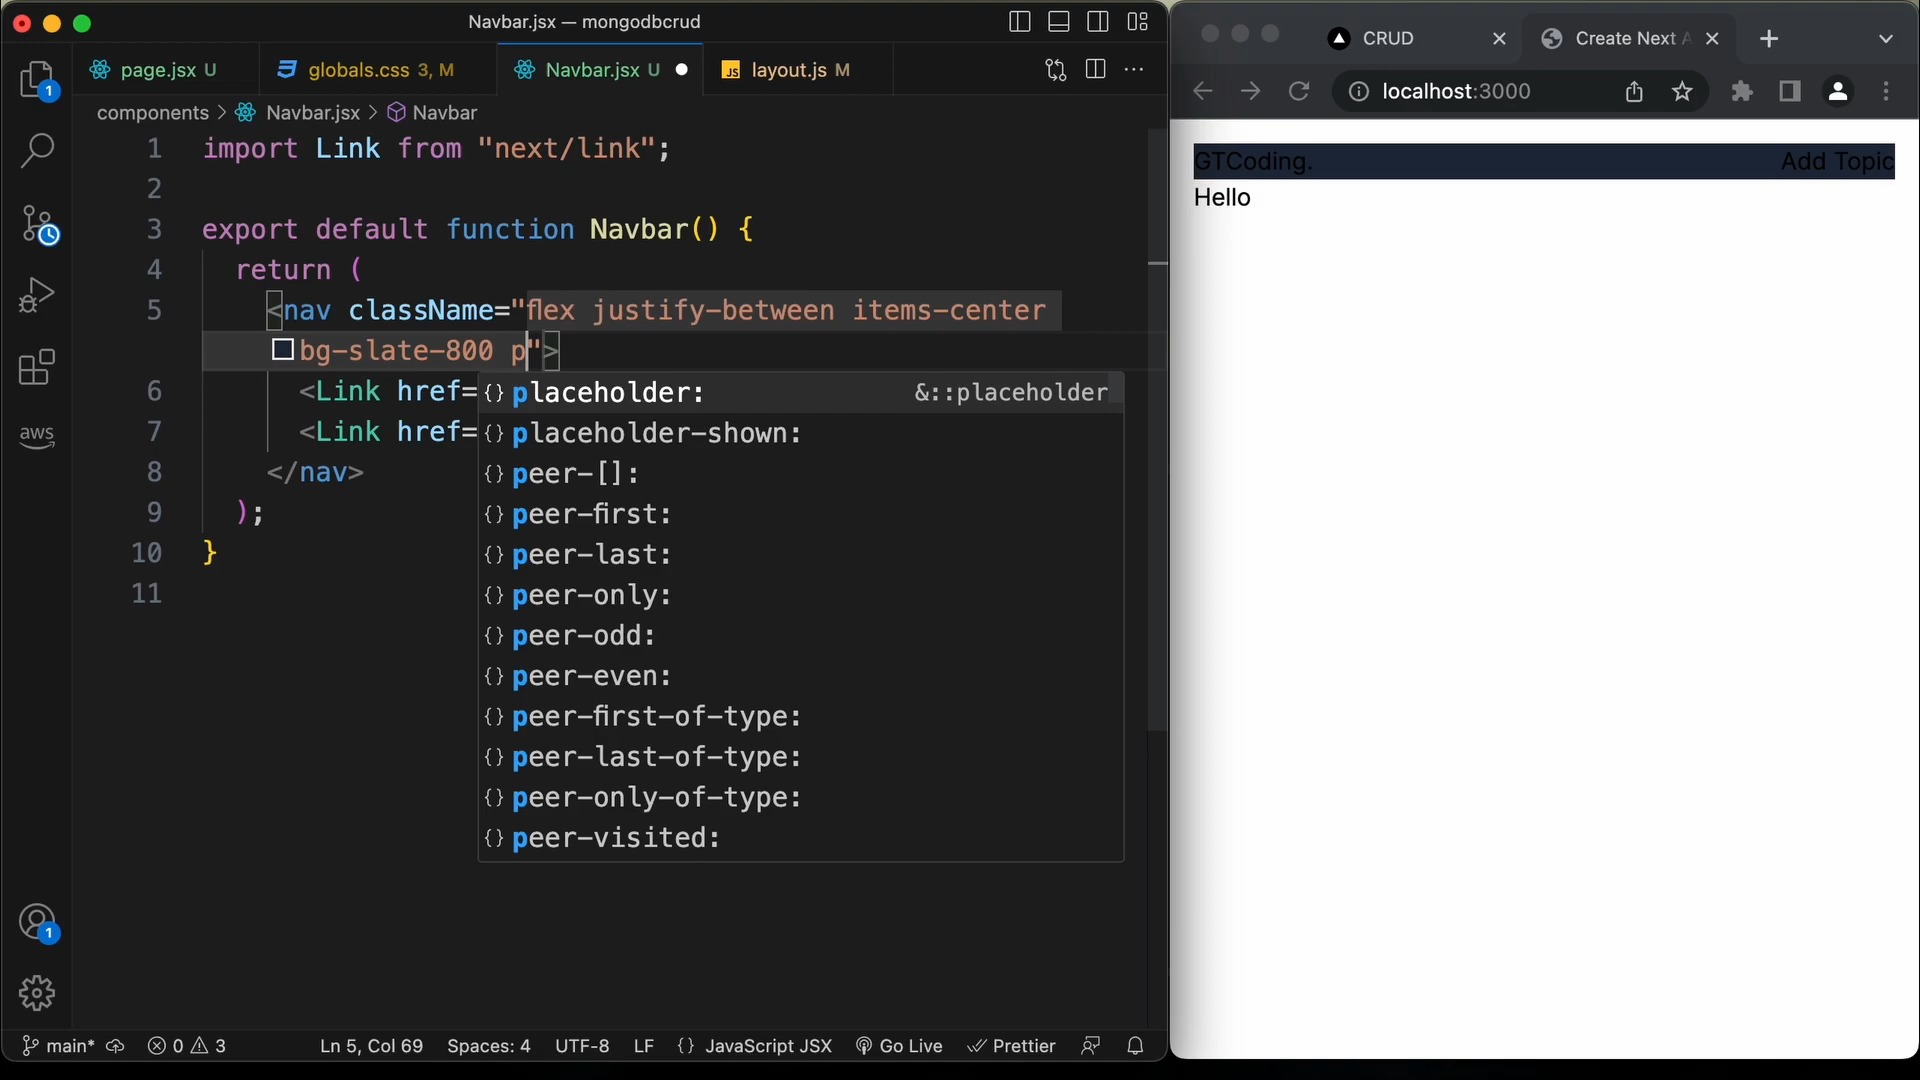 Navbar.jsx — mongodbcrud
page.jsx U
globals.css 3, M
Navbar.jsx U
JS layout.js M
components > Navbar.jsx > Navbar
1 import Link from "next/link";
2
3 export default function Navbar() {
4 return (
5 <nav className="flex justify-between items-center
bg-slate-800 p">
6 <Link href=
7 <Link href=
8 </nav>
9 );
10 }
11
{} placeholder: &::placeholder
{} placeholder-shown:
{} peer-[]:
{} peer-first:
{} peer-last:
{} peer-only:
{} peer-odd:
{} peer-even:
{} peer-first-of-type:
{} peer-last-of-type:
{} peer-only-of-type:
{} peer-visited:
1
aws
1
main* 0 3 Ln 5, Col 69 Spaces: 4 UTF-8 LF {} JavaScript JSX Go Live Prettier
CRUD
Create Next A
localhost:3000
GTCoding. Add Topic
Hello